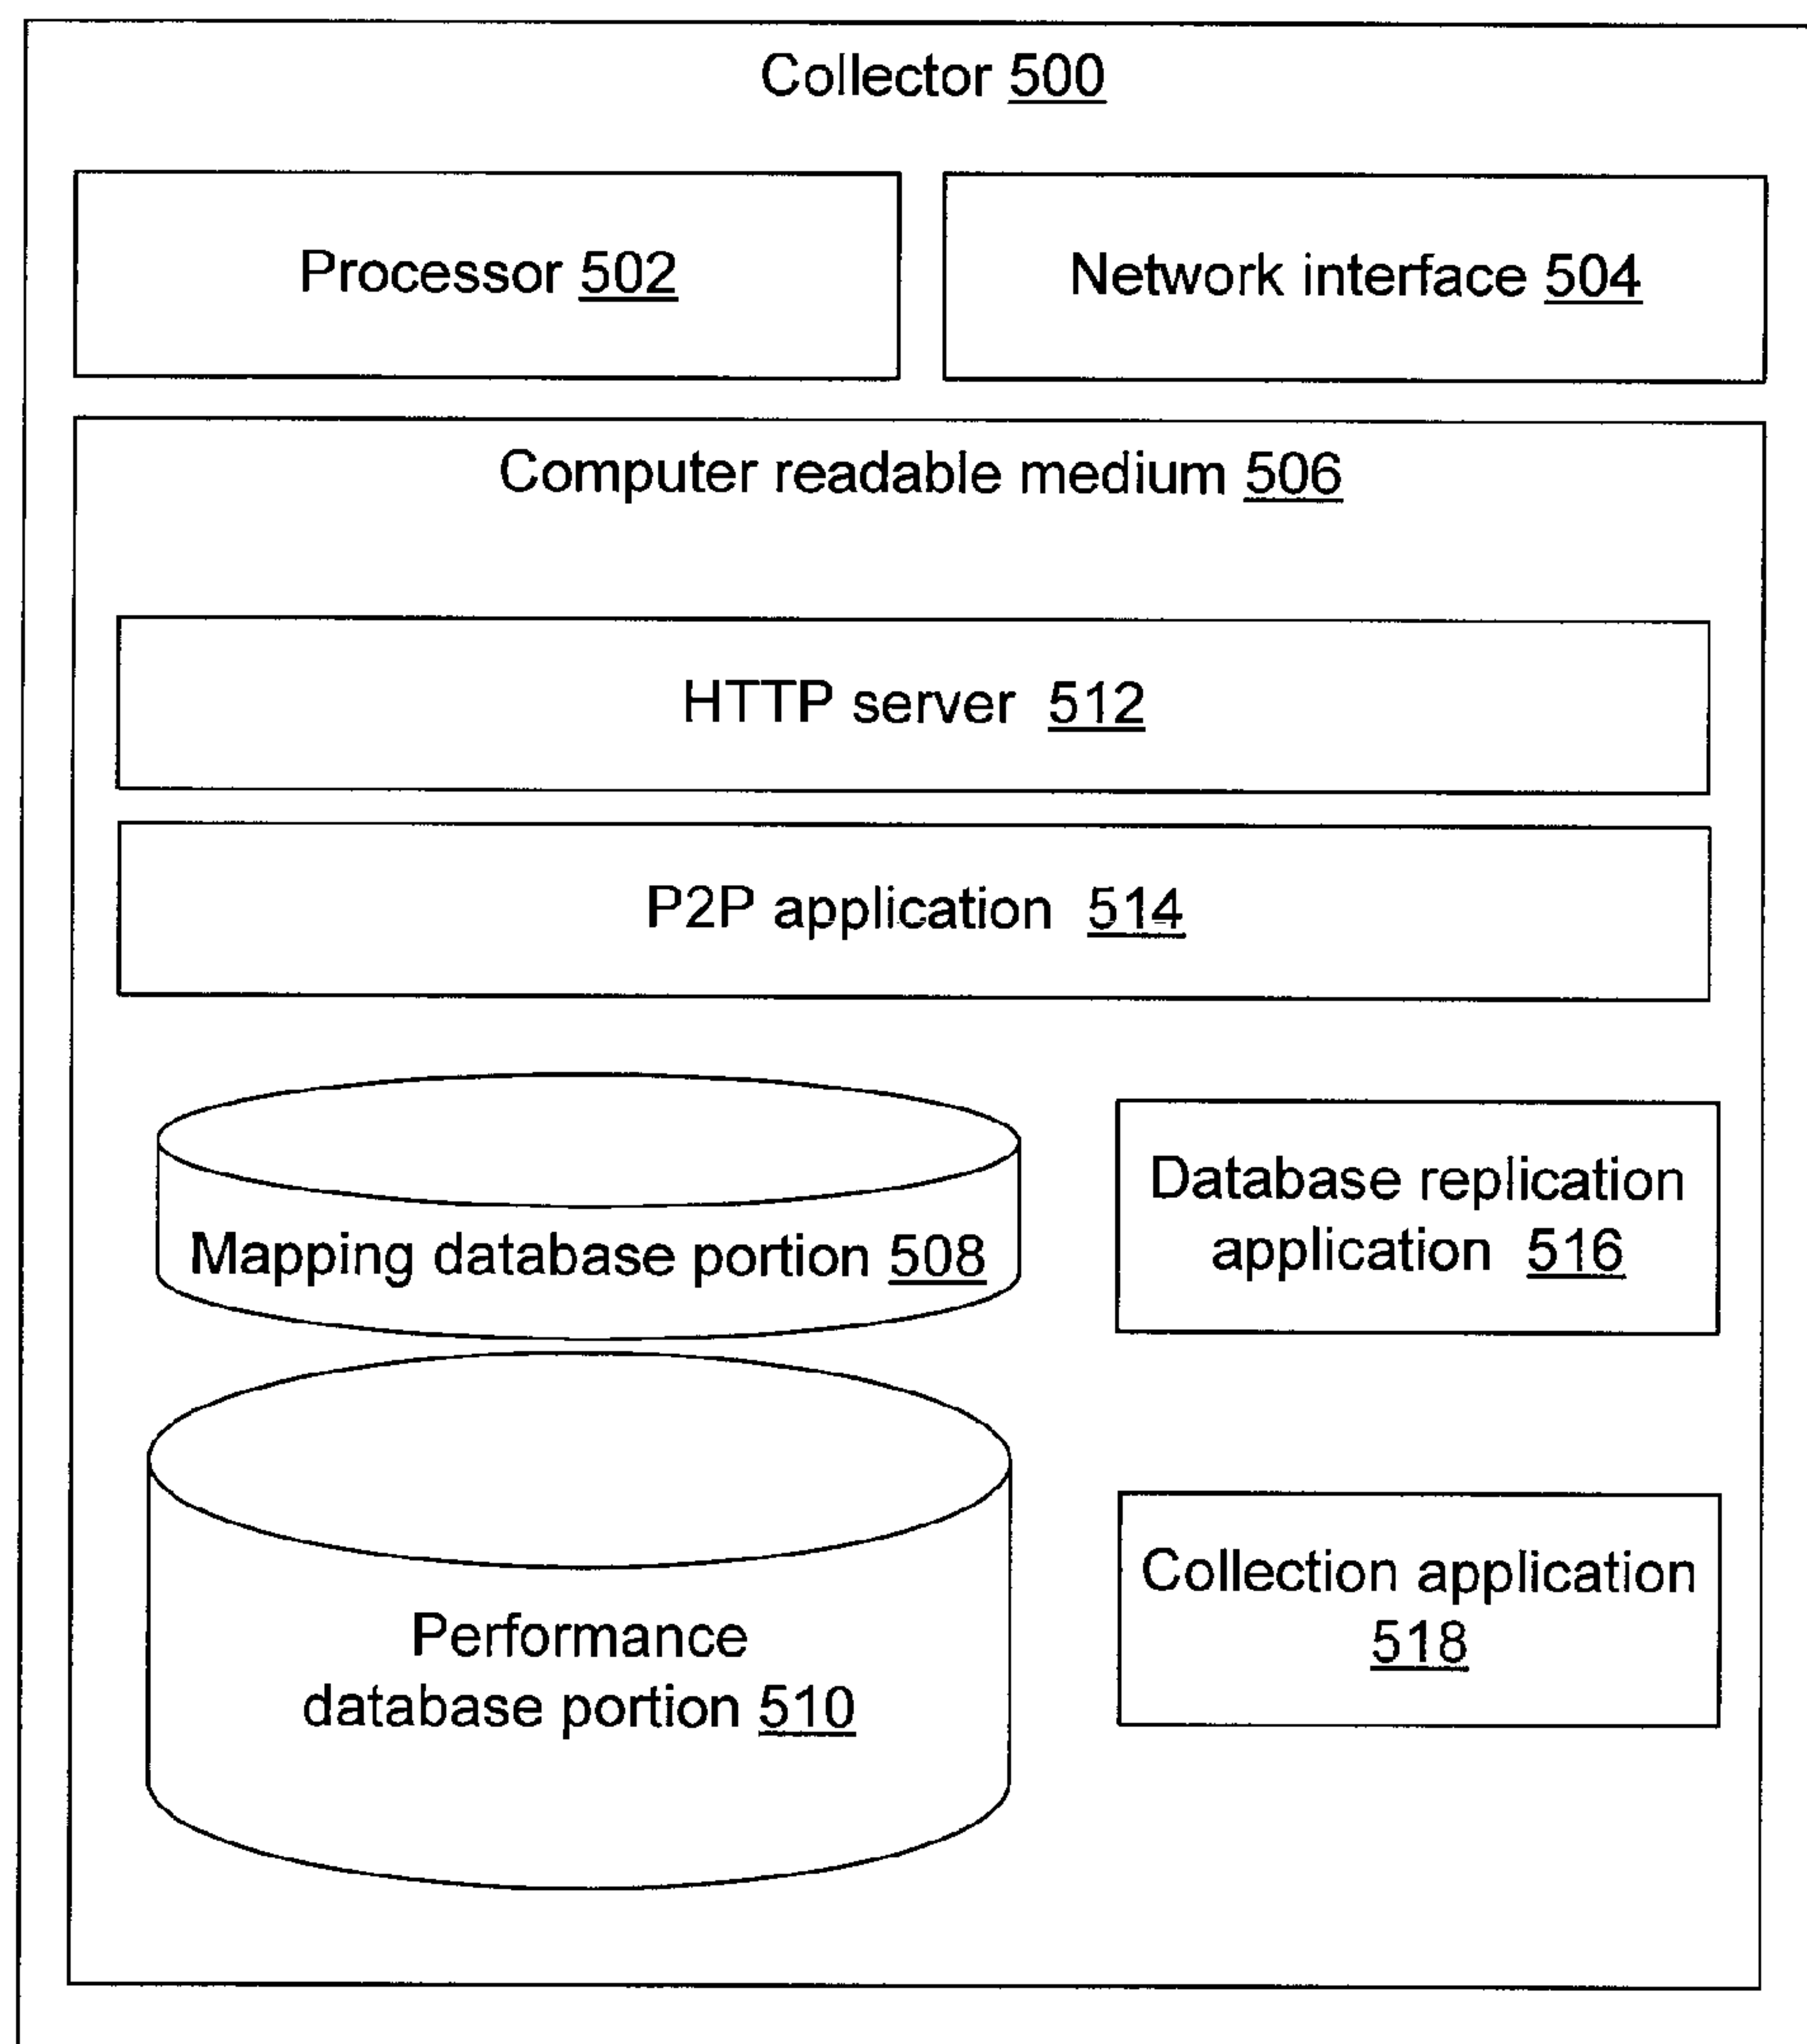 Collector 500
Processor 502
Network interface 504
Computer readable medium 506
HTTP server 512
P2P application 514
Mapping database portion 508
Database replication
application 516
Performance
database portion 510
Collection application
518